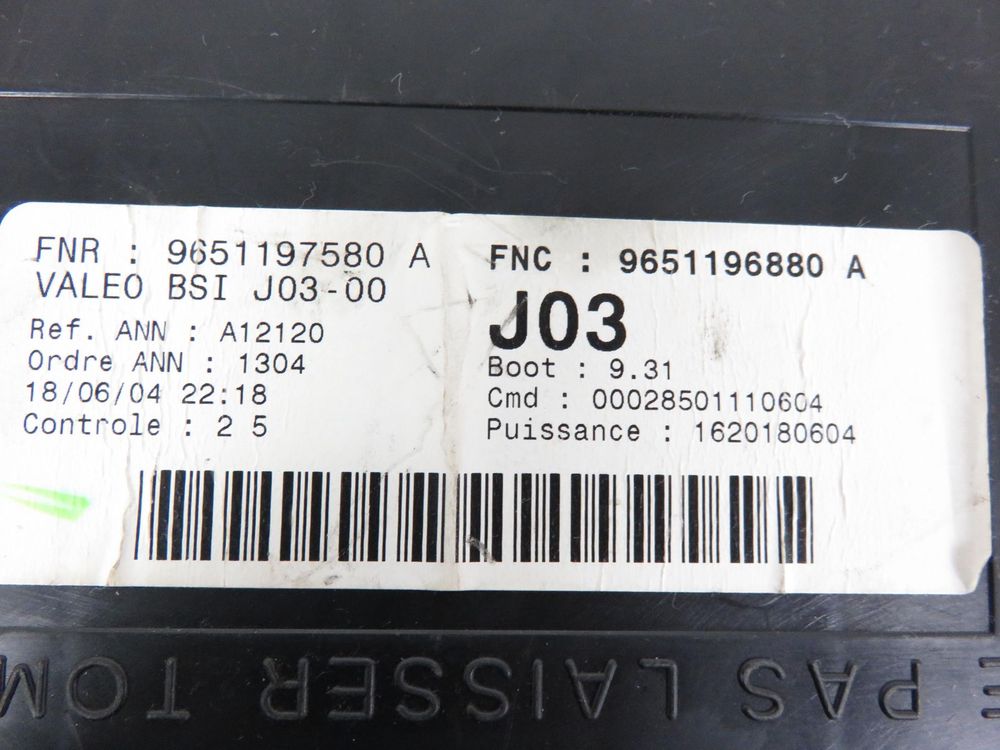 FNR : 9651197580 A
VALEO BSI J03-00
Ref. ANN : A12120
Ordre ANN : 1304
18/06/04 22:18
Controle : 2 5
FNC : 9651196880 A
J03
Boot : 9.31
Cmd : 00028501110604
Puissance : 1620180604
E PAS LAISSER TOM